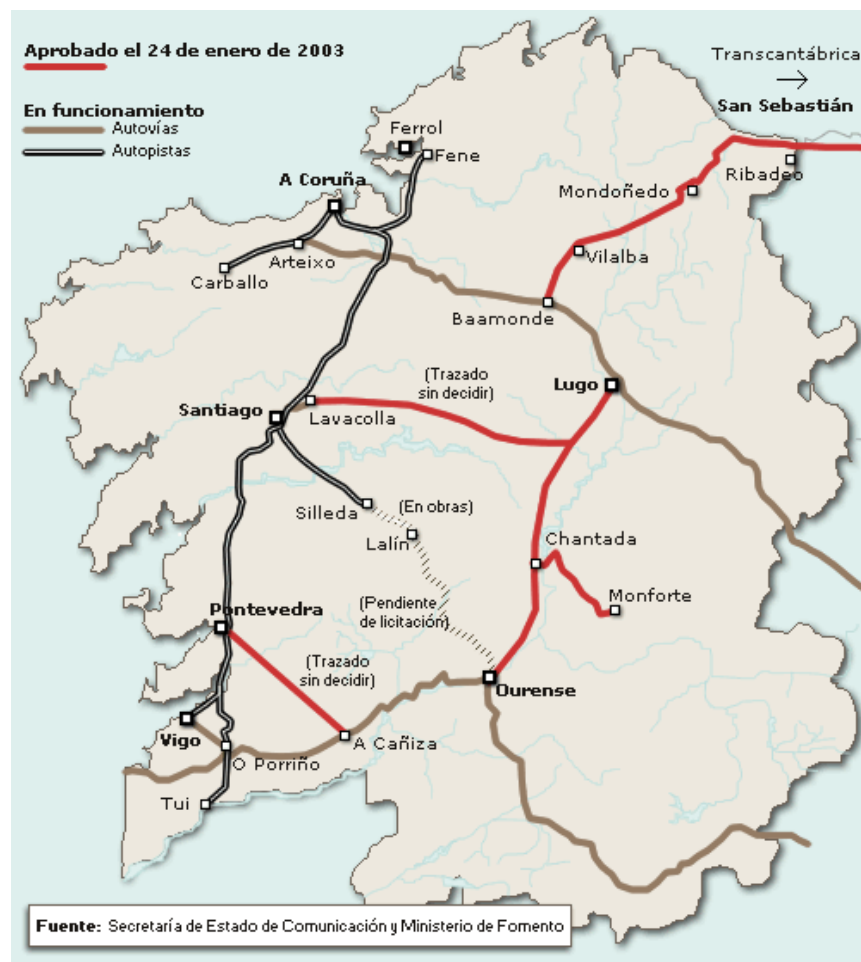 Aprobado el 24 de enero de 2003
Transcantábrica
San Sebastián
En funcionamiento
Autovías
Autopistas
Ferrol
Fene
Ribadeo
A Coruña
Mondoñedo
Arteixo
Vilalba
Carballo
Baamonde
(Trazado
sin decidir)
Lugo
Santiago
Lavacolla
Silleda
(En obras)
Lalín
Chantada
Monforte
(Pendiente
de licitación)
Pontevedra
(Trazado
sin decidir)
Ourense
Vigo
A Cañiza
O Porriño
Tui
Fuente: Secretaría de Estado de Comunicación y Ministerio de Fomento